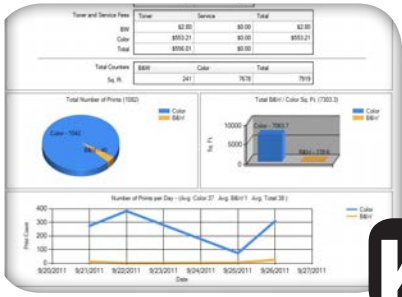 Toner and Service Fees Toner Service Total
BW $2.80 $0.00 $2.80
Color $553.21 $0.00 $553.21
Total $556.01 $0.00
Total Counters B&W Color Total
Sq. Ft. 241 7678 7919
Total Number of Prints (1082)
Color
B&W
Color - 1042
Total B&W / Color Sq. Ft. (7303.3)
Color
B&W
Sq. Ft.
10000
5000
0
Color - 7063.7
Number of Prints per Day - (Avg. Color 37 Avg. B&W 1 Avg. Total 38 )
Color
B&W
Print Count
400
300
200
100
0
9/20/2011 9/21/2011 9/22/2011 9/23/2011 9/24/2011 9/25/2011 9/26/2011 9/27/2011
Date